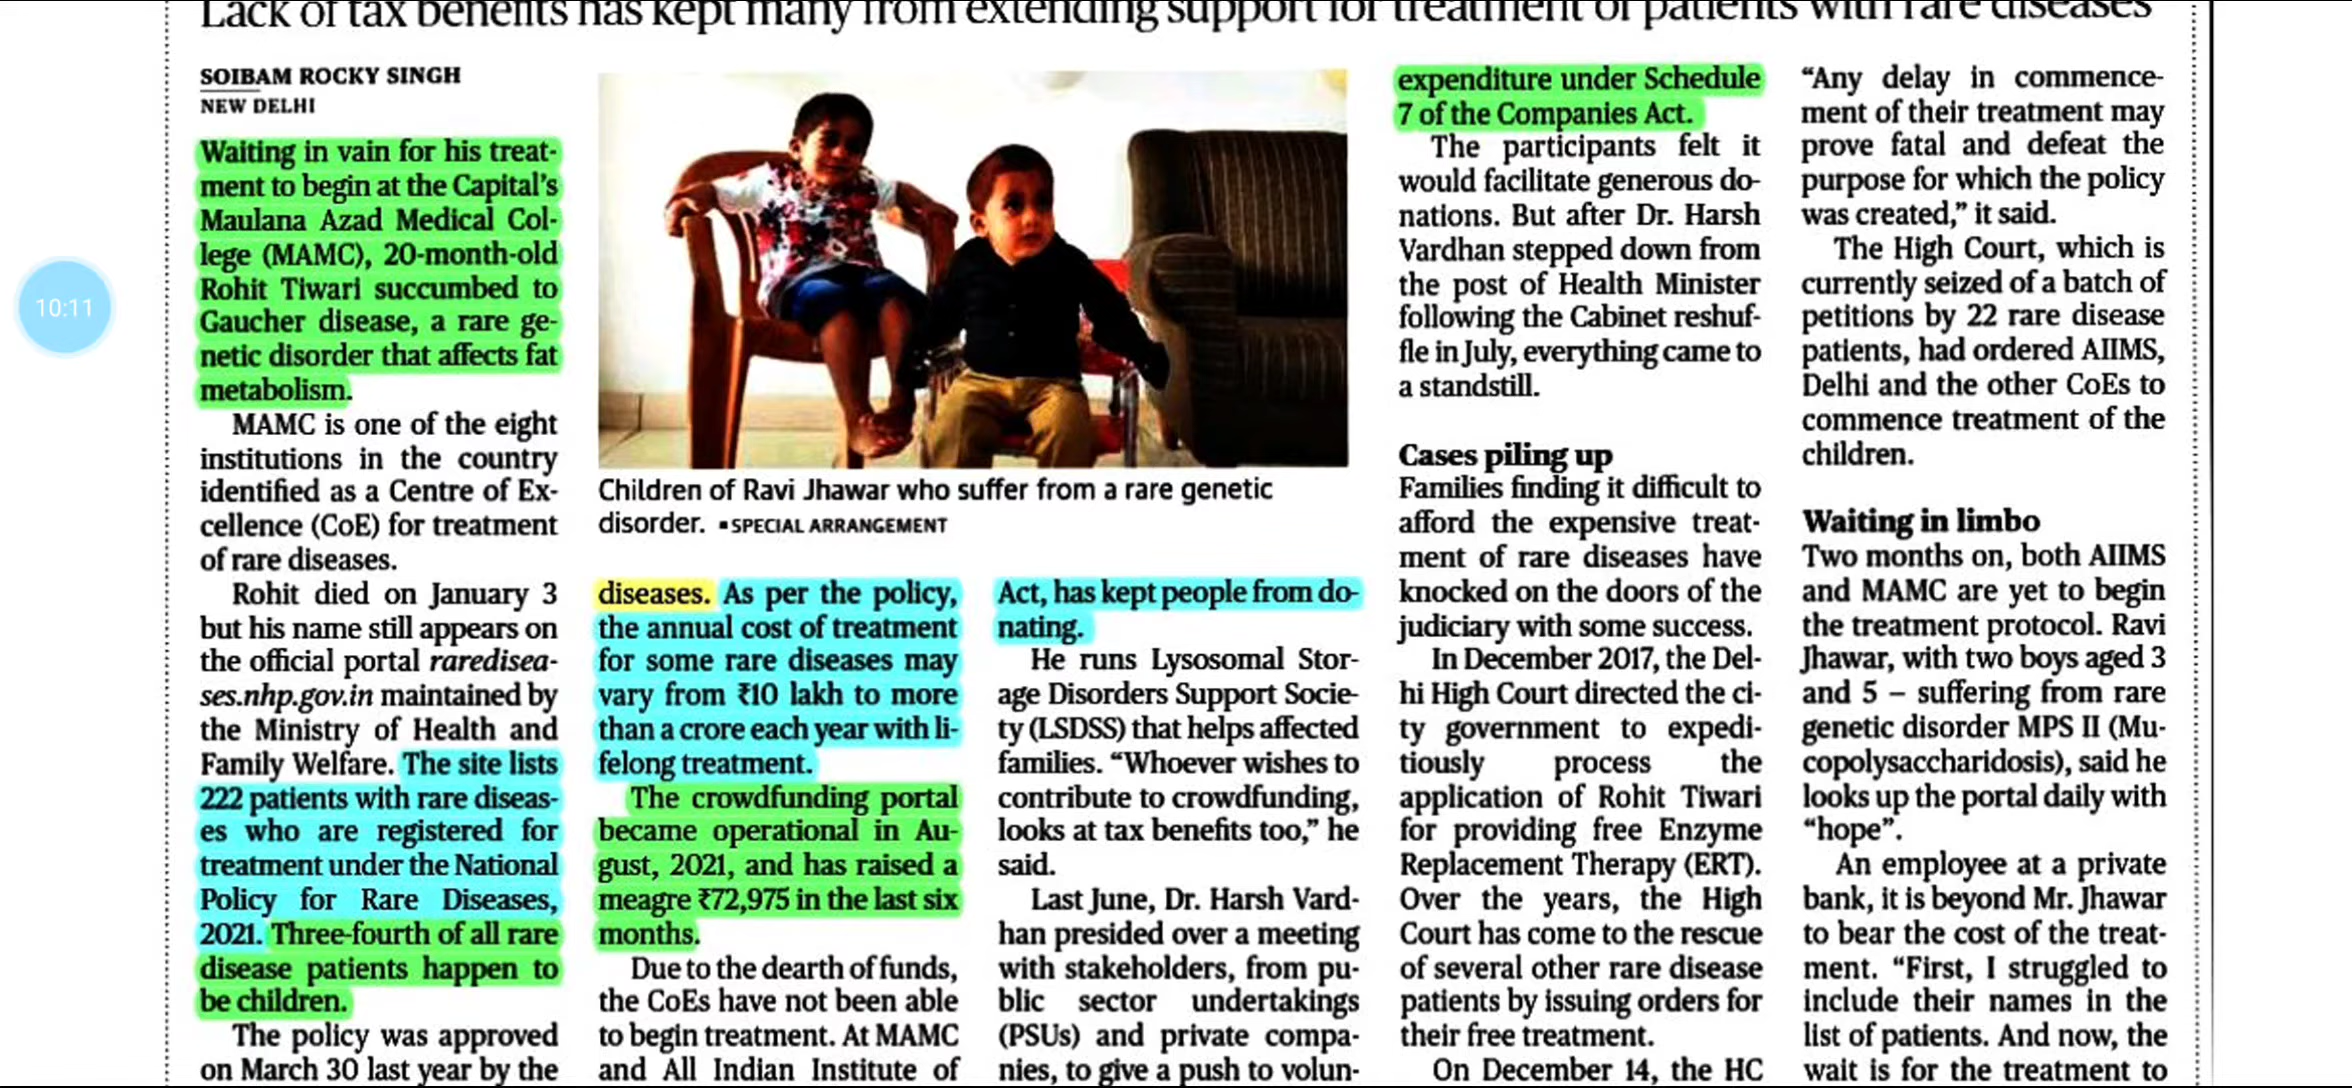 Lack of tax benefits has kept many from extending support for treatment of patients with rare diseases
SOIBAM ROCKY SINGH
NEW DELHI
Waiting in vain for his treat-
ment to begin at the Capital's
Maulana Azad Medical Col-
lege (MAMC), 20-month-old
Rohit Tiwari succumbed to
Gaucher disease, a rare ge-
netic disorder that affects fat
metabolism.
MAMC is one of the eight
institutions in the country
identified as a Centre of Ex-
cellence (CoE) for treatment
of rare diseases.
Rohit died on January 3
but his name still appears on
the official portal raredisea-
ses.nhp.gov.in maintained by
the Ministry of Health and
Family Welfare. The site lists
222 patients with rare diseas-
es who are registered for
treatment under the National
Policy for Rare Diseases,
2021. Three-fourth of all rare
disease patients happen to
be children.
The policy was approved
on March 30 last year by the
10:11
Children of Ravi Jhawar who suffer from a rare genetic
disorder. ▪ SPECIAL ARRANGEMENT
diseases. As per the policy,
the annual cost of treatment
for some rare diseases may
vary from ₹10 lakh to more
than a crore each year with li-
felong treatment.
The crowdfunding portal
became operational in Au-
gust, 2021, and has raised a
meagre ₹72,975 in the last six
months.
Due to the dearth of funds,
the CoEs have not been able
to begin treatment. At MAMC
and All Indian Institute of
Act, has kept people from do-
nating.
He runs Lysosomal Stor-
age Disorders Support Socie-
ty (LSDSS) that helps affected
families. "Whoever wishes to
contribute to crowdfunding,
looks at tax benefits too," he
said.
Last June, Dr. Harsh Vard-
han presided over a meeting
with stakeholders, from pu-
blic sector undertakings
(PSUs) and private compa-
nies, to give a push to volun-
expenditure under Schedule
7 of the Companies Act.
The participants felt it
would facilitate generous do-
nations. But after Dr. Harsh
Vardhan stepped down from
the post of Health Minister
following the Cabinet reshuf-
fle in July, everything came to
a standstill.
Cases piling up
Families finding it difficult to
afford the expensive treat-
ment of rare diseases have
knocked on the doors of the
judiciary with some success.
In December 2017, the Del-
hi High Court directed the ci-
ty government to expedi-
tiously process the
application of Rohit Tiwari
for providing free Enzyme
Replacement Therapy (ERT).
Over the years, the High
Court has come to the rescue
of several other rare disease
patients by issuing orders for
their free treatment.
On December 14, the HC
"Any delay in commence-
ment of their treatment may
prove fatal and defeat the
purpose for which the policy
was created," it said.
The High Court, which is
currently seized of a batch of
petitions by 22 rare disease
patients, had ordered AIIMS,
Delhi and the other CoEs to
commence treatment of the
children.
Waiting in limbo
Two months on, both AIIMS
and MAMC are yet to begin
the treatment protocol. Ravi
Jhawar, with two boys aged 3
and 5 – suffering from rare
genetic disorder MPS II (Mu-
copolysaccharidosis), said he
looks up the portal daily with
"hope".
An employee at a private
bank, it is beyond Mr. Jhawar
to bear the cost of the treat-
ment. "First, I struggled to
include their names in the
list of patients. And now, the
wait is for the treatment to